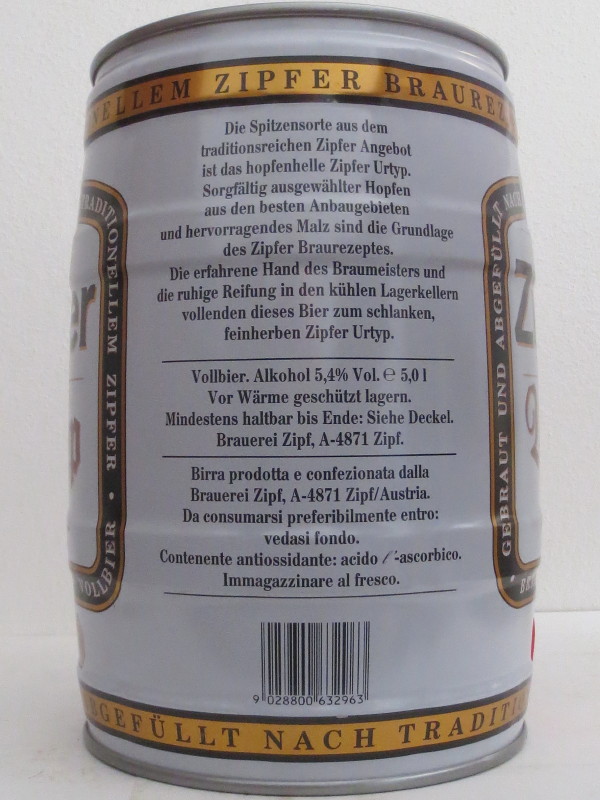 NELLEM ZIPFER BRAUREZ
Die Spitzensorte aus dem
traditionsreichen Zipfer Angebot
ist das hopfenhelle Zipfer Urtyp.
Sorgfältig ausgewählter Hopfen
aus den besten Anbaugebieten
und hervorragendes Malz sind die Grundlage
des Zipfer Braurezeptes.
Die erfahrene Hand des Braumeisters und
die ruhige Reifung in den kühlen Lagerkellern
vollenden dieses Bier zum schlanken,
feinherben Zipfer Urtyp.
Vollbier. Alkohol 5,4% Vol. ℮ 5,0 l
Vor Wärme geschützt lagern.
Mindestens haltbar bis Ende: Siehe Deckel.
Brauerei Zipf, A-4871 Zipf.
Birra prodotta e confezionata dalla
Brauerei Zipf, A-4871 Zipf/Austria.
Da consumarsi preferibilmente entro:
vedasi fondo.
Contenente antiossidante: acido l-ascorbico.
Immagazzinare al fresco.
9 028800 632963
BGEFÜLLT NACH TRADITI
TRADITIONELLEM ZIPFER • BR
VOLLBIER
er
GEBRAUT UND ABGEFÜLLT NACH
Z